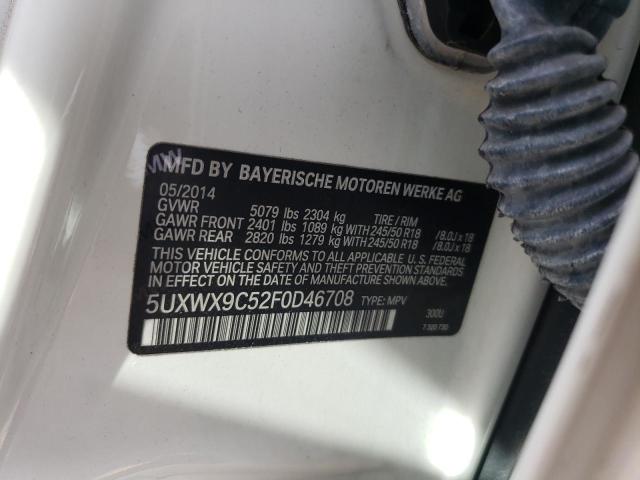 MFD BY BAYERISCHE MOTOREN WERKE AG
05/2014
GVWR 5079 lbs 2304 kg TIRE / RIM
GAWR FRONT 2401 lbs 1089 kg WITH 245/50 R18 /8.0J x 18
GAWR REAR 2820 lbs 1279 kg WITH 245/50 R18 /8.0J x 18
THIS VEHICLE CONFORMS TO ALL APPLICABLE U.S. FEDERAL
MOTOR VEHICLE SAFETY STANDARDS IN EFFECT ON THE
DATE OF MANUFACTURE SHOWN ABOVE.
5UXWX9C52F0D46708 TYPE: MPV
300U